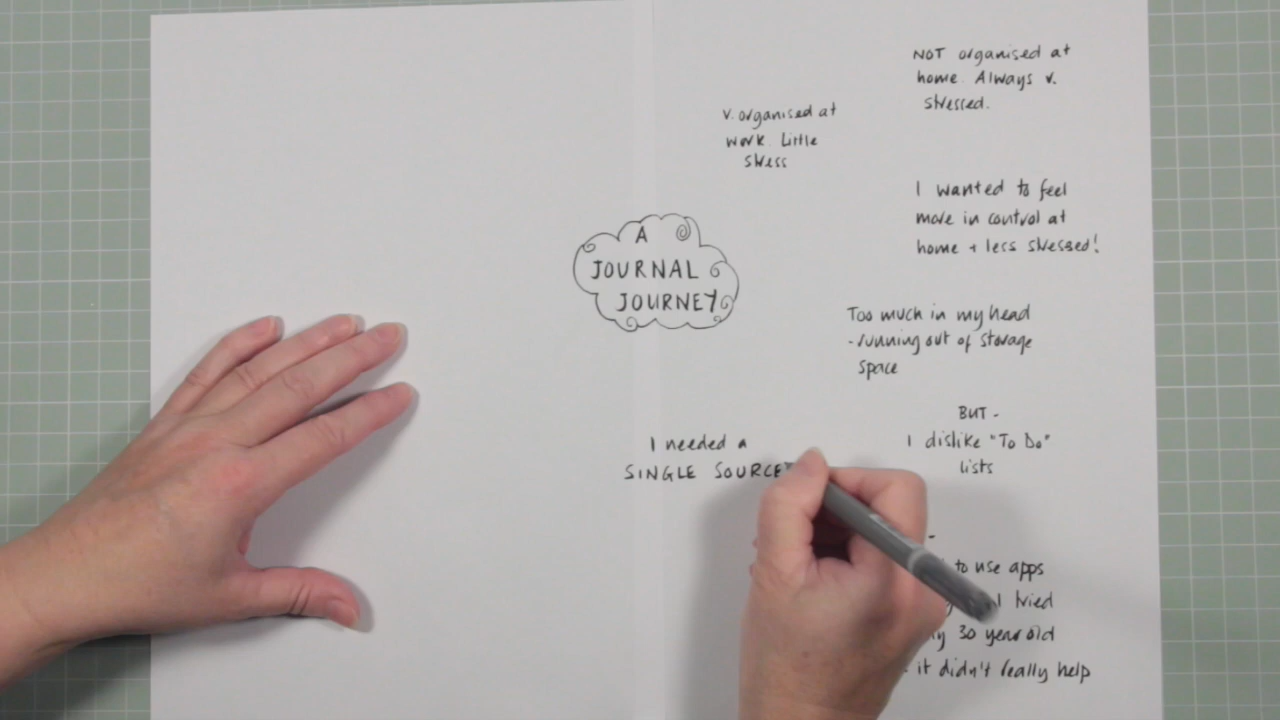 A
JOURNAL
JOURNEY
v. organised at
work. Little
stress
NOT organised at
home. Always v.
stressed.
I wanted to feel
more in control at
home + less stressed!
Too much in my head
- running out of storage
space
BUT -
I dislike "To Do"
lists
-
to use apps
I tried
30 year old
it didn't really help
I needed a
SINGLE SOURCE